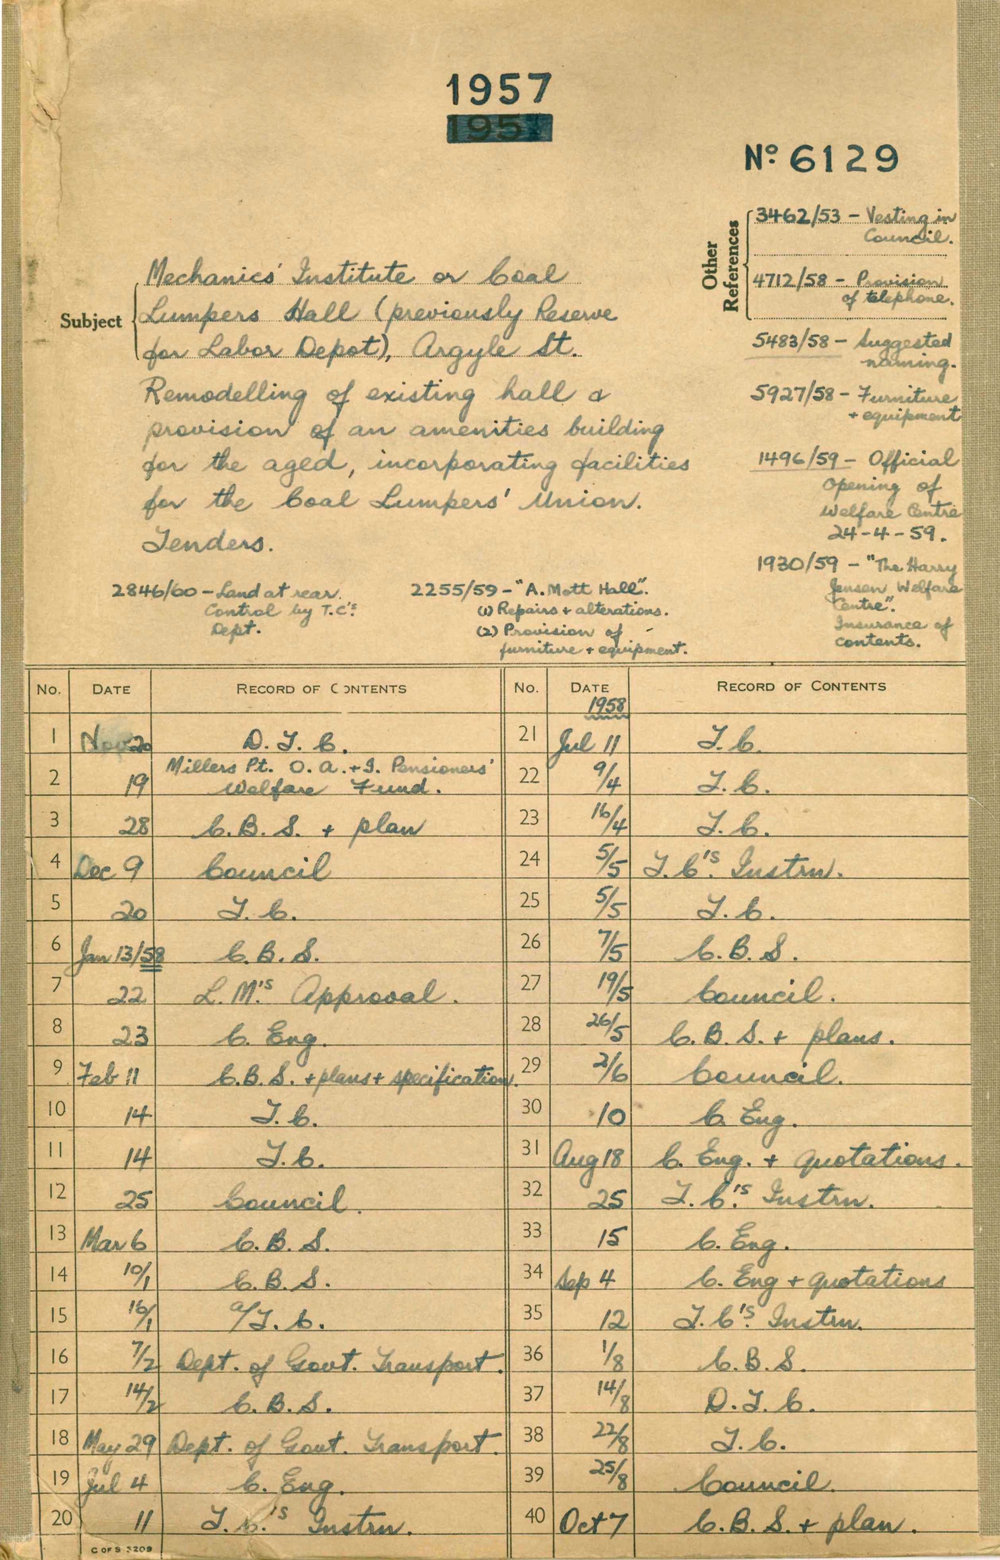 1957
195
No. 6129
Other References
3462/53 - Vesting in
Council.
4712/58 - Provision
of telephone.
5483/58 - Suggested
naming.
5927/58 - Furniture
+ equipment
1496/59 - Official
Opening of
Welfare Centre
24-4-59.
1930/59 - "The Harry
Jensen Welfare
Centre".
Insurance of
contents.
Subject
Mechanics' Institute or Coal
Lumpers Hall (previously Reserve
for Labor Depot), Argyle St.
Remodelling of existing hall &
provision of an amenities building
for the aged, incorporating facilities
for the Coal Lumpers' Union.
Tenders.
2846/60 - Land at rear.
Control by T.C's
Dept.
2255/59 - "A. Mott Hall".
(1) Repairs + alterations.
(2) Provision of -
furniture + equipment.
No. DATE RECORD OF CONTENTS
1 Nov 20 D.T.C.
2 19 Millers Pt. O.A. + I. Pensioners'
Welfare Fund.
3 28 C.B.S. + plan
4 Dec 9 Council
5 20 T.C.
6 Jan 13/58 C.B.S.
7 22 L.M's Approval.
8 23 C. Eng.
9 Feb 11 C.B.S. + plans + specification.
10 14 T.C.
11 14 T.C.
12 25 Council.
13 Mar 6 C.B.S.
14 10/1 C.B.S.
15 16/1 a/T.C.
16 7/2 Dept. of Govt. Transport.
17 14/2 C.B.S.
18 May 29 Dept. of Govt. Transport.
19 Jul 4 C. Eng.
20 11 T.C.'s Instrn.
C OF S 3209
No. DATE RECORD OF CONTENTS
1958
21 Jul 11 T.C.
22 9/4 T.C.
23 16/4 T.C.
24 5/5 T.C's. Instrn.
25 5/5 T.C.
26 7/5 C.B.S.
27 19/5 Council.
28 26/5 C.B.S. + plans.
29 2/6 Council.
30 10 C. Eng.
31 Aug 18 C. Eng. + quotations.
32 25 T.C's Instrn.
33 15 C. Eng.
34 Sep 4 C. Eng + quotations
35 12 T.C's. Instrn.
36 1/8 C.B.S.
37 14/8 D.T.C.
38 22/8 T.C.
39 25/8 Council.
40 Oct 7 C.B.S. + plan.